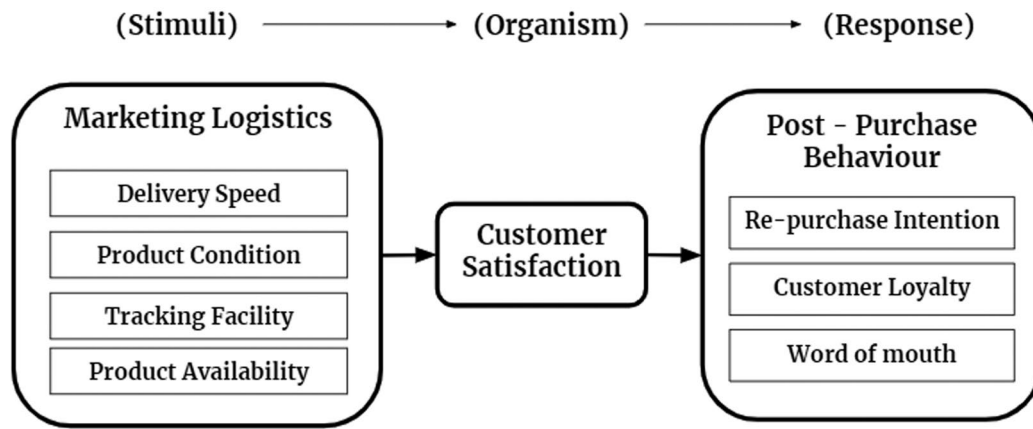 (Stimuli) (Organism) (Response)
Marketing Logistics
Delivery Speed
Product Condition
Tracking Facility
Product Availability
Customer
Satisfaction
Post - Purchase
Behaviour
Re-purchase Intention
Customer Loyalty
Word of mouth